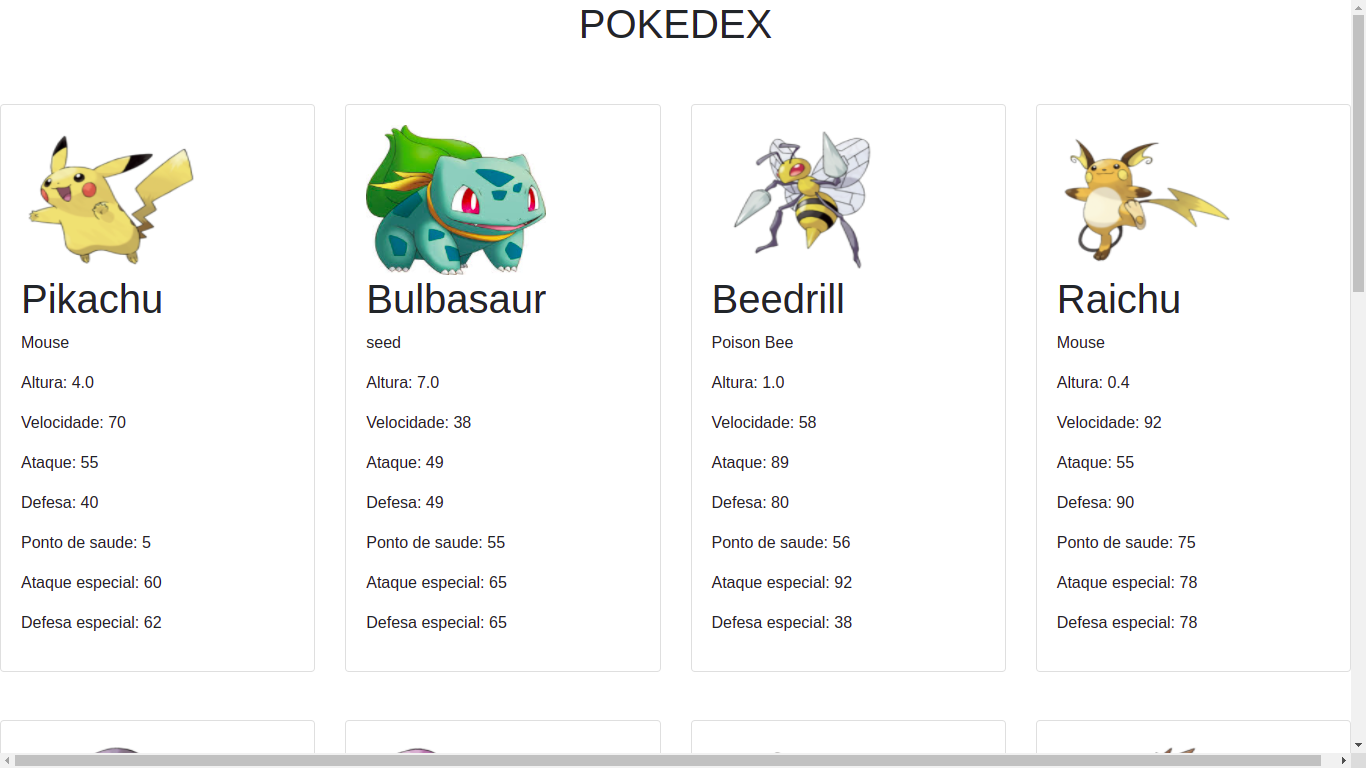 POKEDEX
Pikachu
Mouse
Altura: 4.0
Velocidade: 70
Ataque: 55
Defesa: 40
Ponto de saude: 5
Ataque especial: 60
Defesa especial: 62
Bulbasaur
seed
Altura: 7.0
Velocidade: 38
Ataque: 49
Defesa: 49
Ponto de saude: 55
Ataque especial: 65
Defesa especial: 65
Beedrill
Poison Bee
Altura: 1.0
Velocidade: 58
Ataque: 89
Defesa: 80
Ponto de saude: 56
Ataque especial: 92
Defesa especial: 38
Raichu
Mouse
Altura: 0.4
Velocidade: 92
Ataque: 55
Defesa: 90
Ponto de saude: 75
Ataque especial: 78
Defesa especial: 78